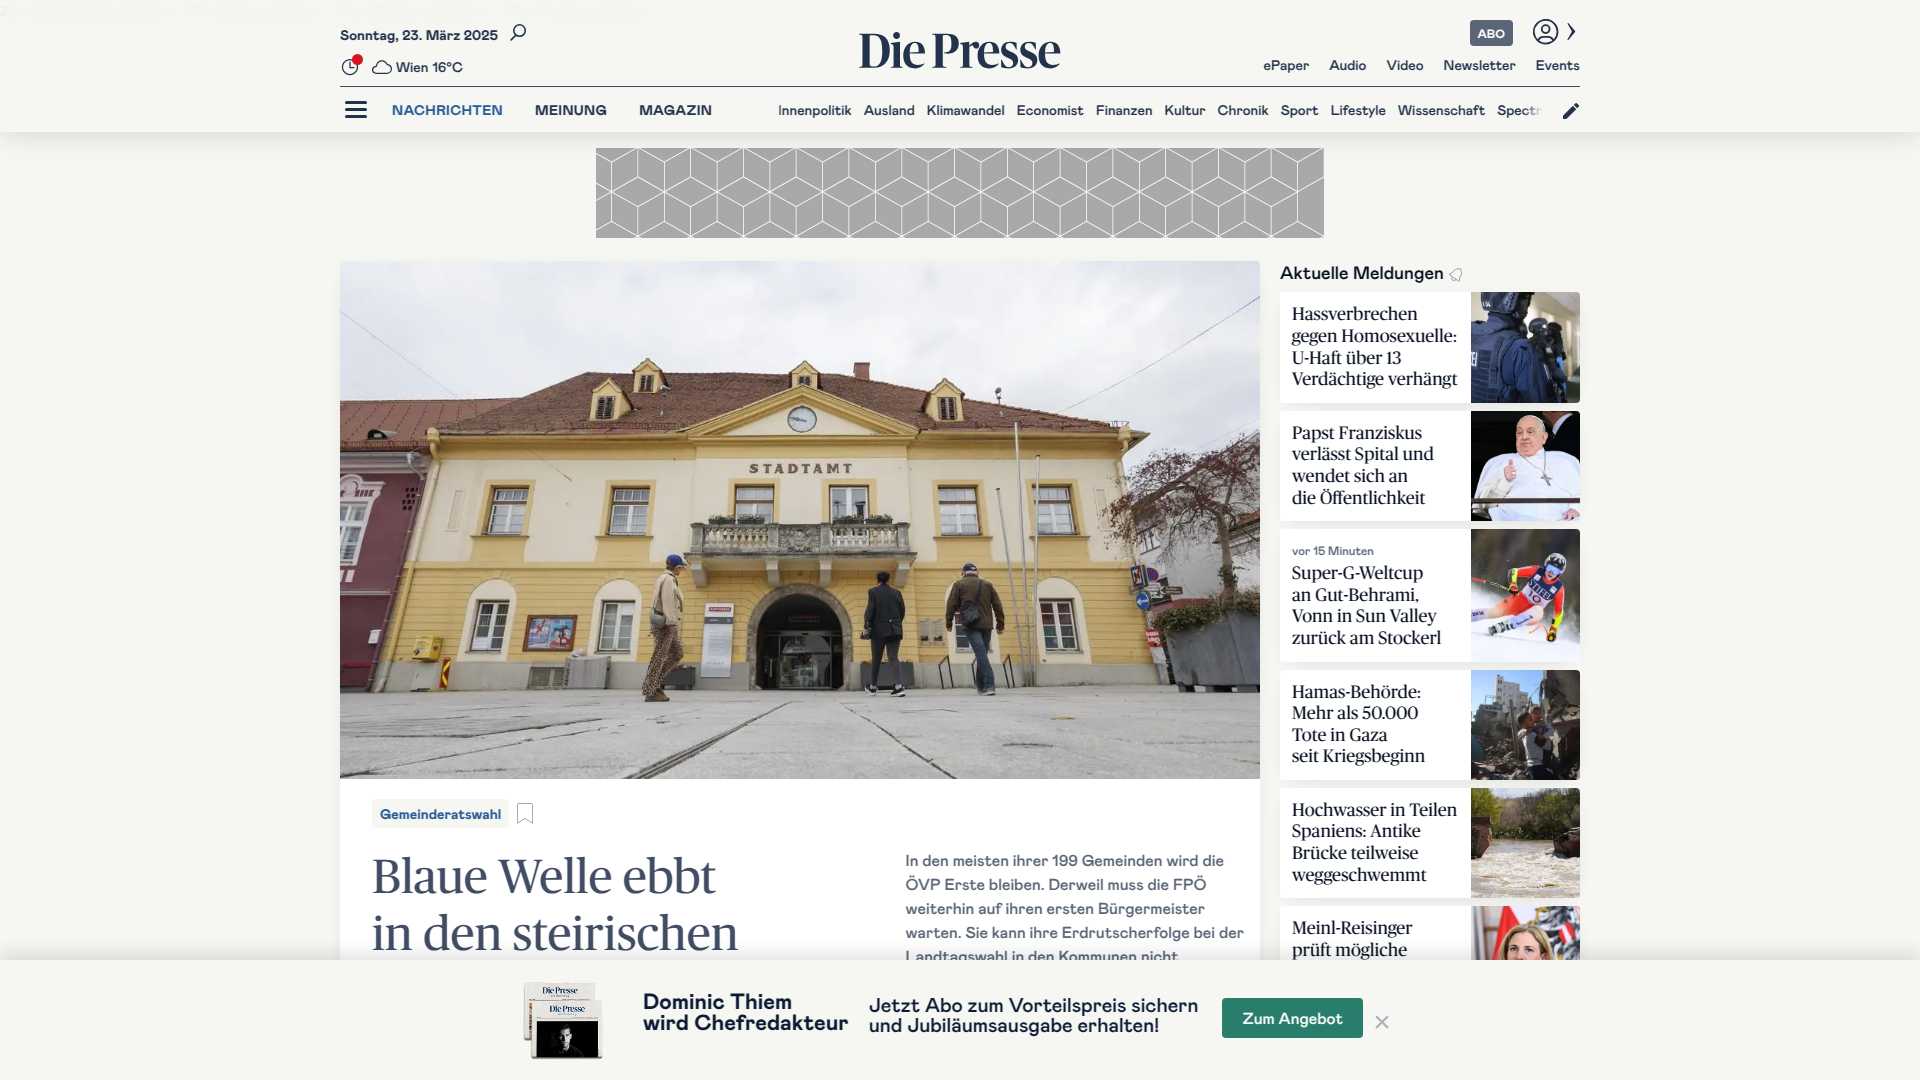 Sonntag, 23. März 2025
Wien 16°C
Die Presse
ABO
ePaper Audio Video Newsletter Events
NACHRICHTEN MEINUNG MAGAZIN
Innenpolitik Ausland Klimawandel Economist Finanzen Kultur Chronik Sport Lifestyle Wissenschaft Spectr
STADTAMT
Gemeinderatswahl
Blaue Welle ebbt
in den steirischen
In den meisten ihrer 199 Gemeinden wird die
ÖVP Erste bleiben. Derweil muss die FPÖ
weiterhin auf ihren ersten Bürgermeister
warten. Sie kann ihre Erdrutscherfolge bei der
Landtagswahl in den Kommunen nicht
Aktuelle Meldungen
Hassverbrechen
gegen Homosexuelle:
U-Haft über 13
Verdächtige verhängt
Papst Franziskus
verlässt Spital und
wendet sich an
die Öffentlichkeit
vor 15 Minuten
Super-G-Weltcup
an Gut-Behrami,
Vonn in Sun Valley
zurück am Stockerl
Hamas-Behörde:
Mehr als 50.000
Tote in Gaza
seit Kriegsbeginn
Hochwasser in Teilen
Spaniens: Antike
Brücke teilweise
weggeschwemmt
Meinl-Reisinger
prüft mögliche
Die Presse
Die Presse
Dominic Thiem
wird Chefredakteur
Jetzt Abo zum Vorteilspreis sichern
und Jubiläumsausgabe erhalten!
Zum Angebot